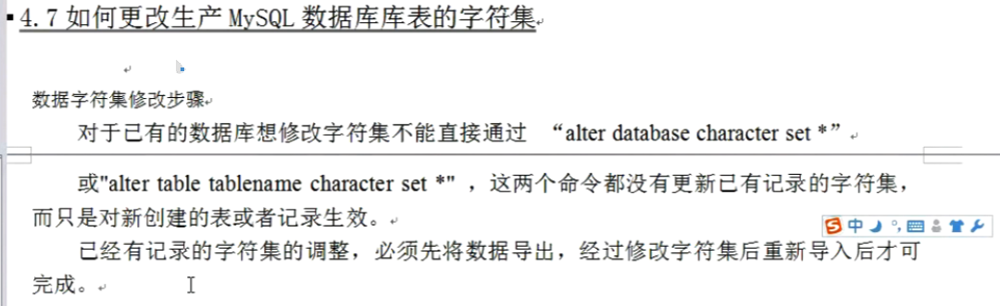 4.7 如何更改生产 MySQL 数据库库表的字符集
数据字符集修改步骤
对于已有的数据库想修改字符集不能直接通过 “alter database character set *”
或"alter table tablename character set *" ，这两个命令都没有更新已有记录的字符集，
而只是对新创建的表或者记录生效。
中
已经有记录的字符集的调整，必须先将数据导出，经过修改字符集后重新导入后才可
完成。